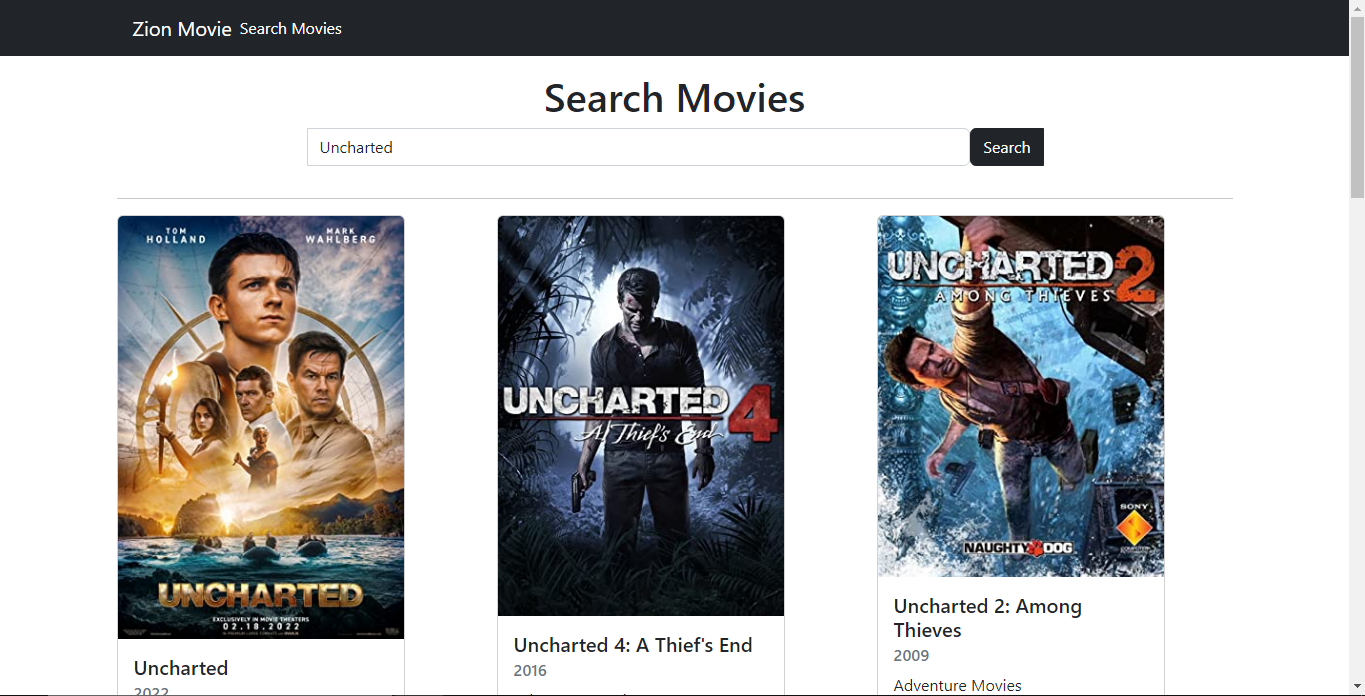 Zion Movie Search Movies
Search Movies
Uncharted
Search
TOM HOLLAND
MARK WAHLBERG
UNCHARTED
EXCLUSIVELY IN MOVIE THEATERS
02.18.2022
Uncharted
2022
UNCHARTED 4
A Thief's End
Uncharted 4: A Thief's End
2016
UNCHARTED 2
AMONG THIEVES
SONY
COMPUTER
NAUGHTY DOG
Uncharted 2: Among
Thieves
2009
Adventure Movies